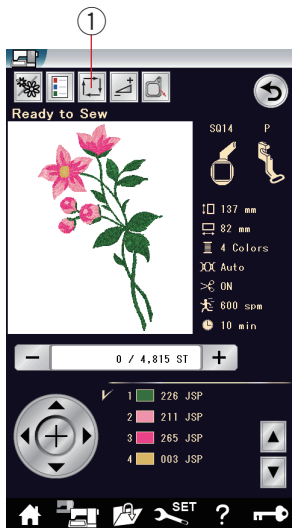 1
Ready to Sew
SQ14 P
137 mm
82 mm
4 Colors
Auto
ON
600 spm
10 min
− 0 / 4,815 ST +
1 226 JSP
2 211 JSP
3 265 JSP
4 003 JSP
SET ?